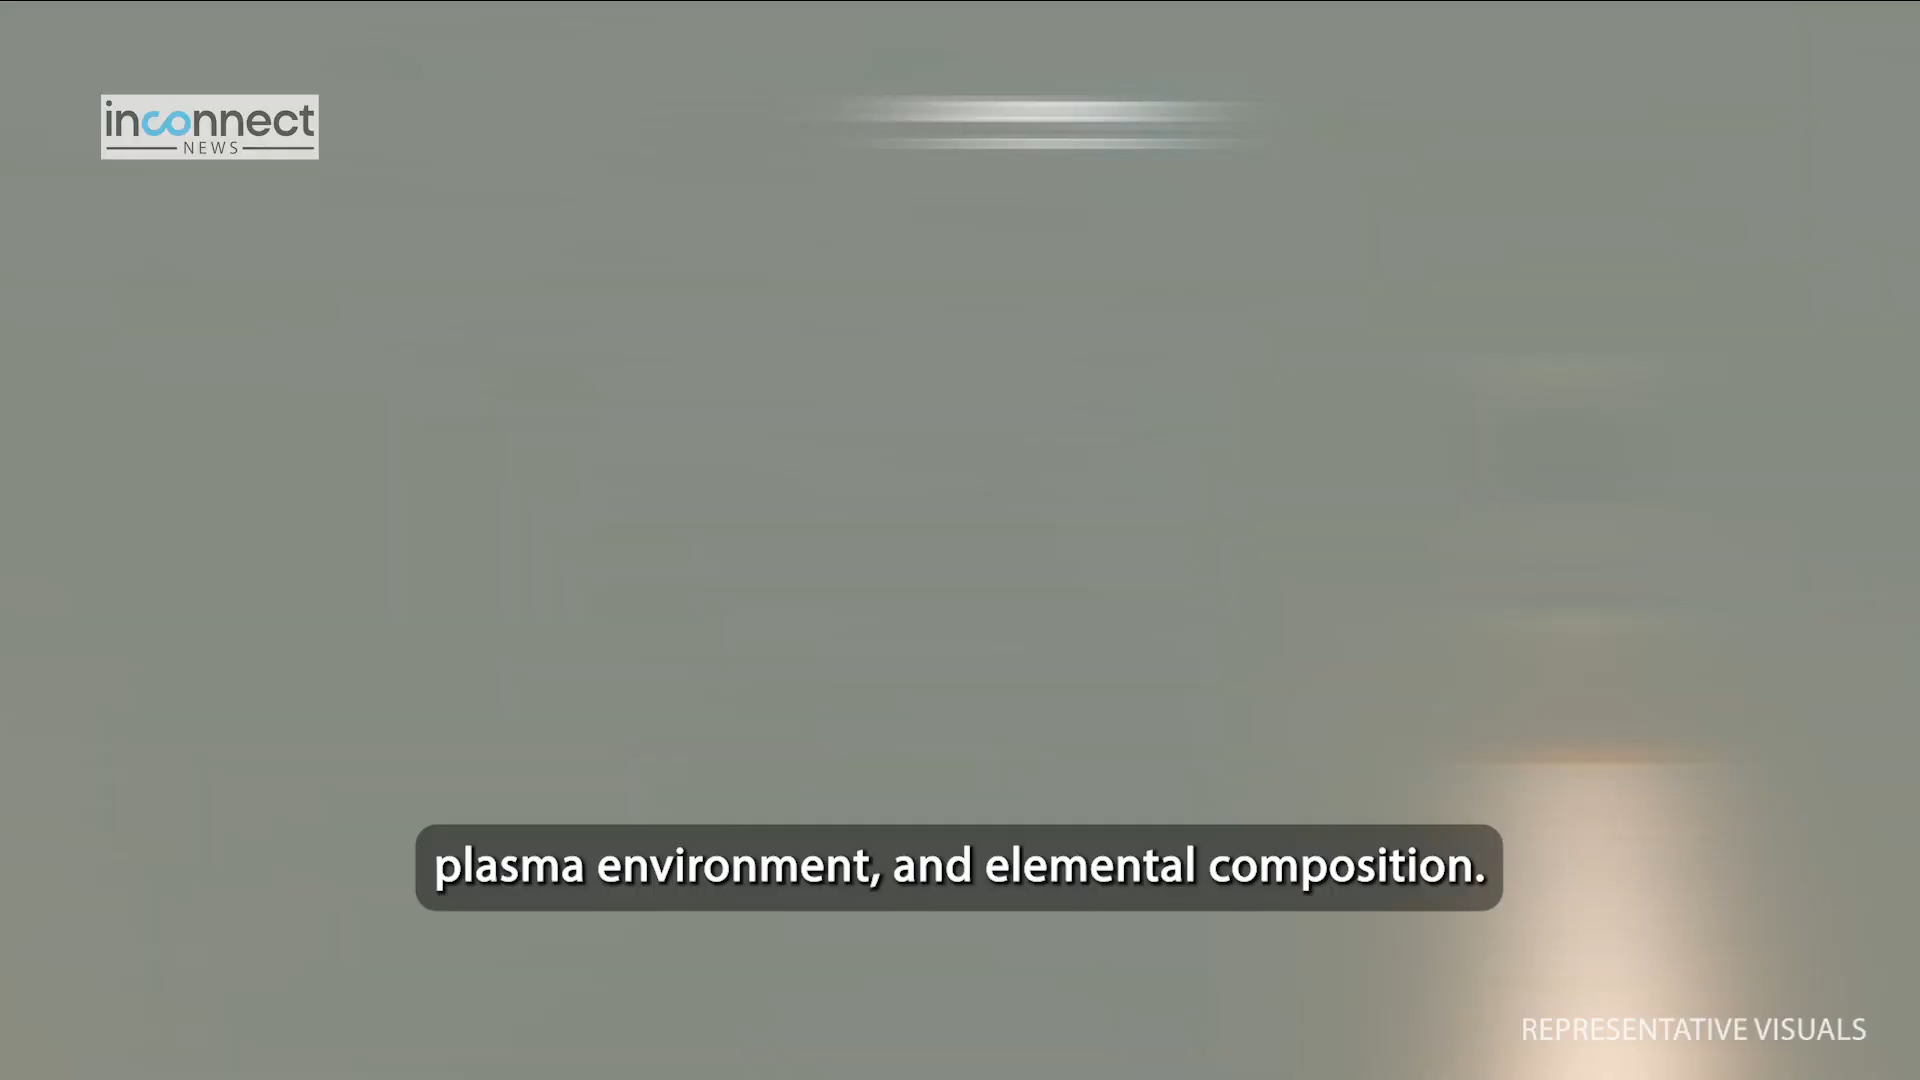 inconnect
NEWS
plasma environment, and elemental composition.
REPRESENTATIVE VISUALS